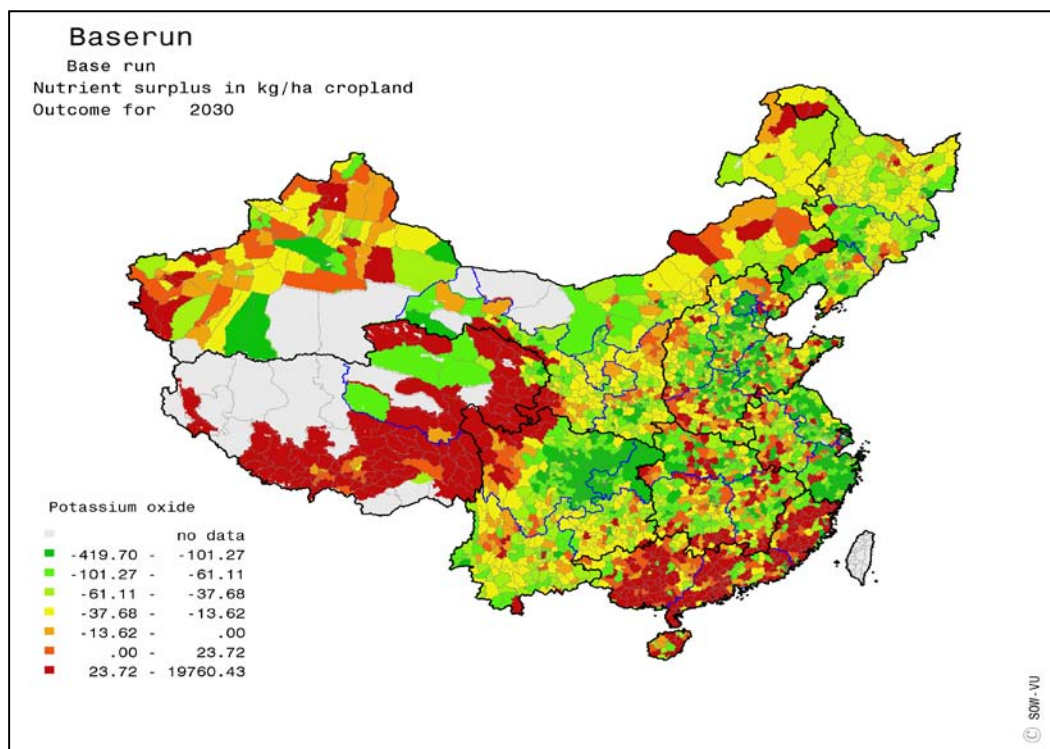 Baserun
Base run
Nutrient surplus in kg/ha cropland
Outcome for 2030
Potassium oxide
no data
-419.70 - -101.27
-101.27 - -61.11
-61.11 - -37.68
-37.68 - -13.62
-13.62 - .00
.00 - 23.72
23.72 - 19760.43
© SOW-VU